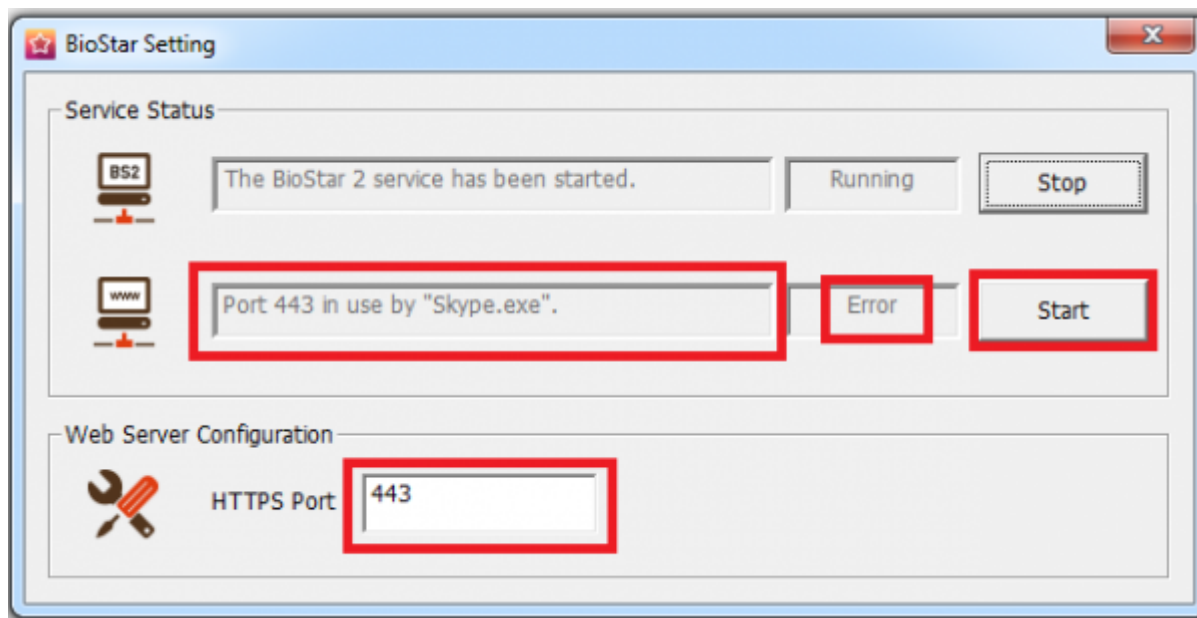 BioStar Setting
Service Status
BS2
The BioStar 2 service has been started.
Running
Stop
www
Port 443 in use by "Skype.exe".
Error
Start
Web Server Configuration
HTTPS Port
443